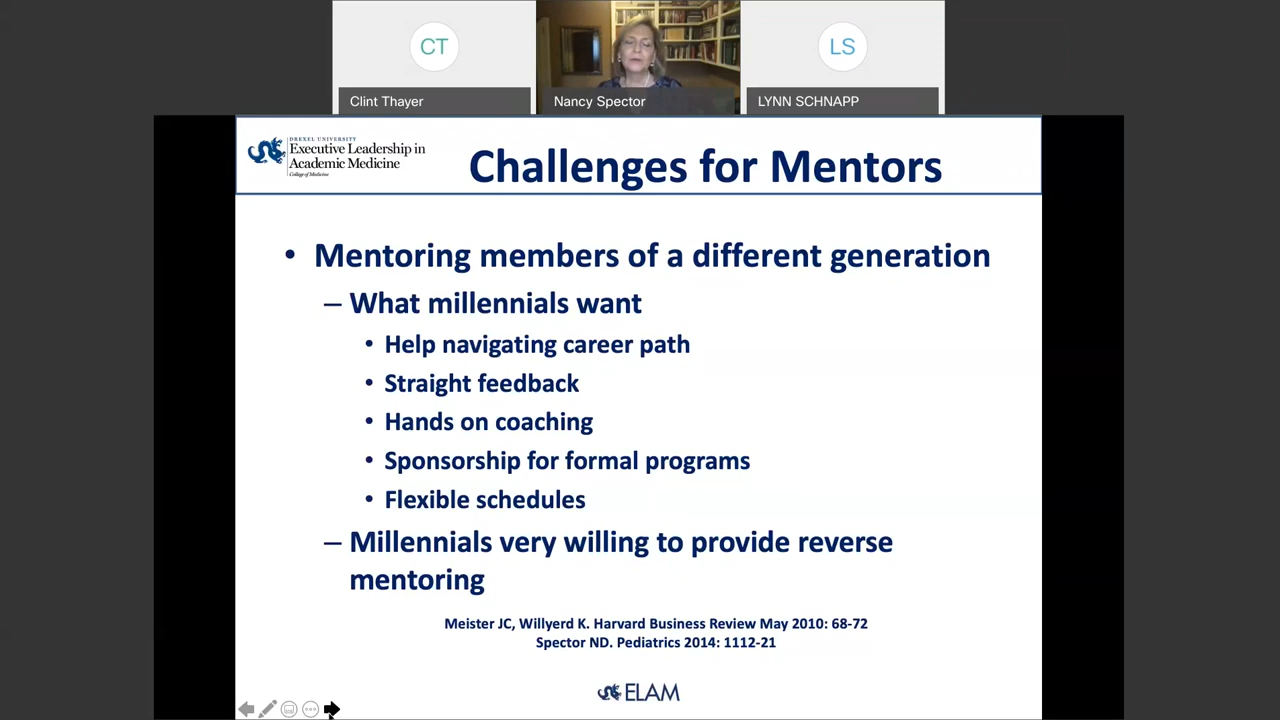 CT
LS
Clint Thayer
Nancy Spector
LYNN SCHNAPP
DREXEL UNIVERSITY
Executive Leadership in
Academic Medicine
College of Medicine
Challenges for Mentors
• Mentoring members of a different generation
– What millennials want
• Help navigating career path
• Straight feedback
• Hands on coaching
• Sponsorship for formal programs
• Flexible schedules
– Millennials very willing to provide reverse
mentoring
Meister JC, Willyerd K. Harvard Business Review May 2010: 68-72
Spector ND. Pediatrics 2014: 1112-21
ELAM